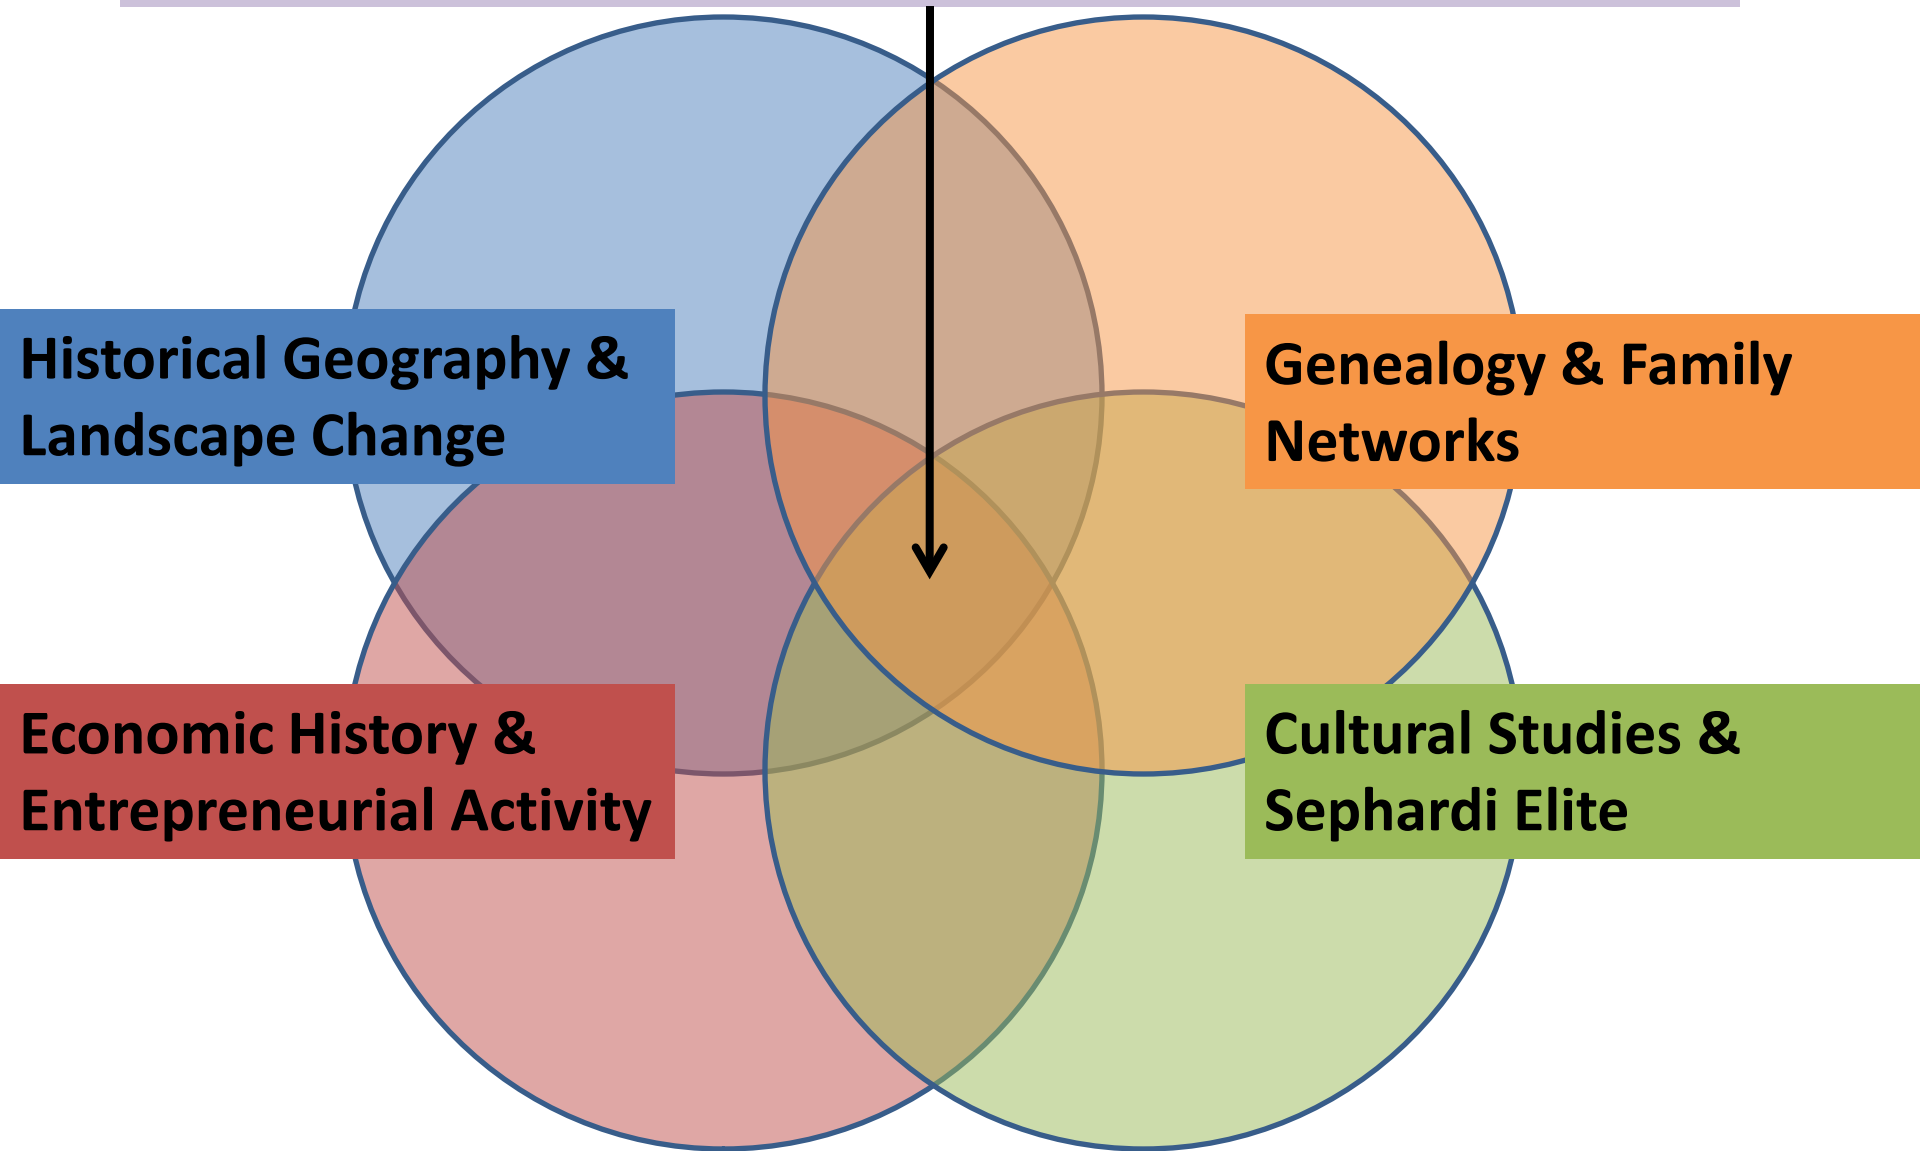 Historical Geography &
Landscape Change
Genealogy & Family
Networks
Economic History &
Entrepreneurial Activity
Cultural Studies &
Sephardi Elite